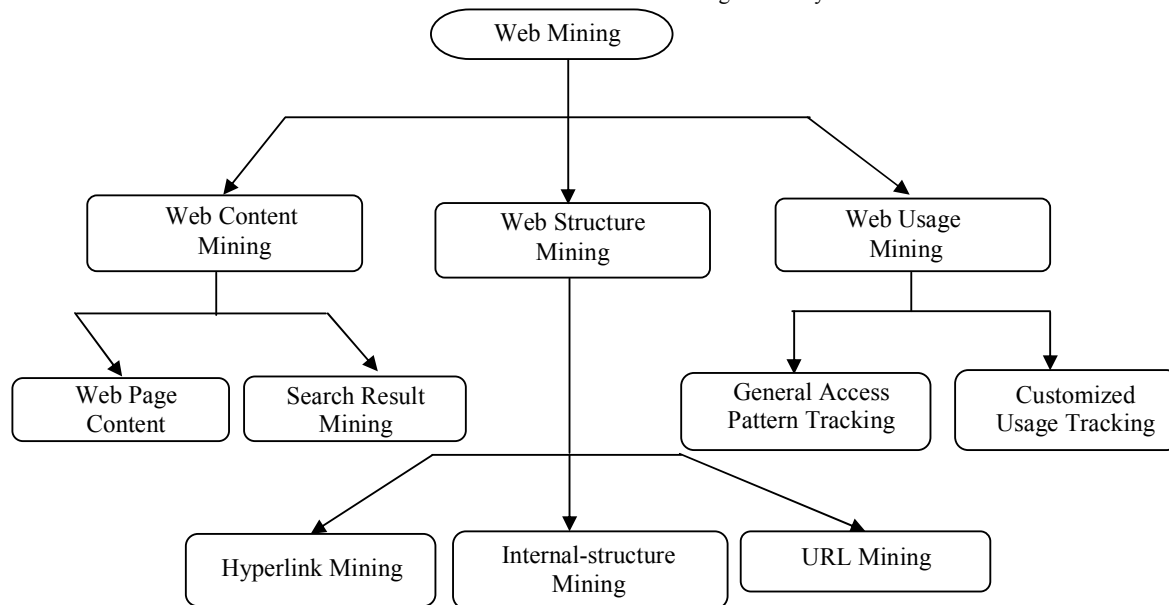 Web Mining
Web Content
Mining
Web Structure
Mining
Web Usage
Mining
Web Page
Content
Search Result
Mining
General Access
Pattern Tracking
Customized
Usage Tracking
Hyperlink Mining
Internal-structure
Mining
URL Mining